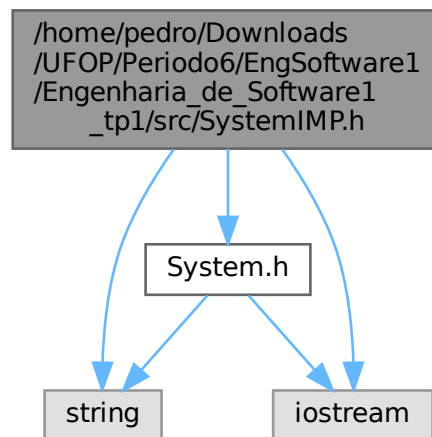 /home/pedro/Downloads
/UFOP/Periodo6/EngSoftware1
/Engenharia_de_Software1
_tp1/src/SystemIMP.h
System.h
string
iostream